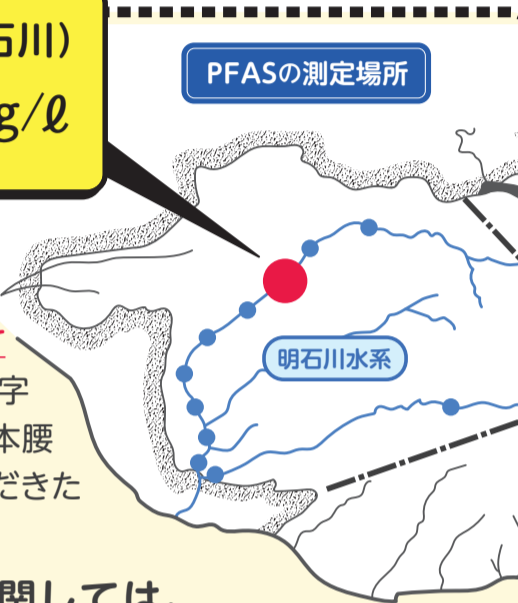 石川）
g/ℓ
PFASの測定場所
明石川水系
字
本腰
だきた
関しては、